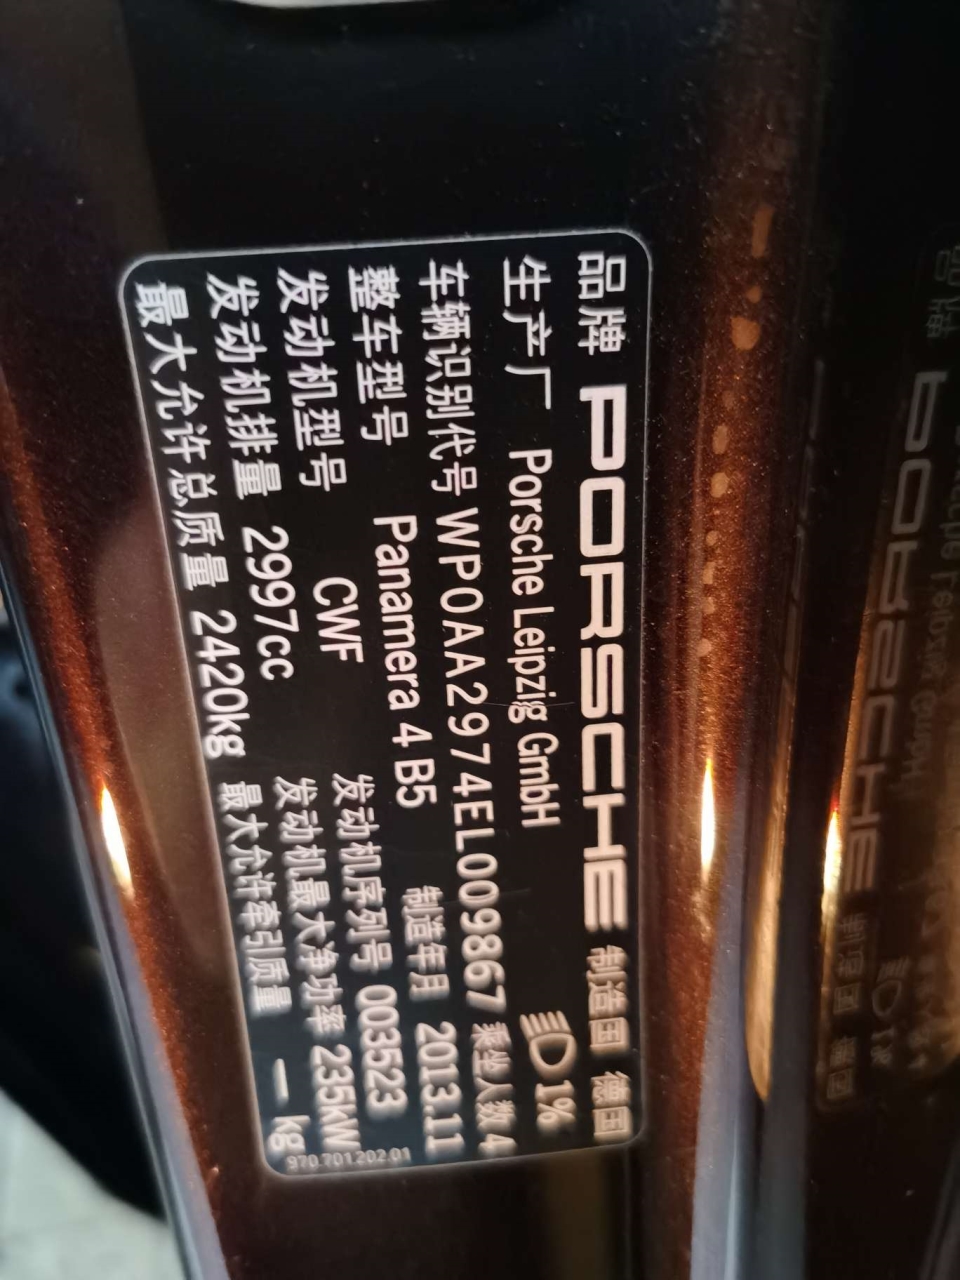 品牌 PORSCHE 制造国 德国
生产厂 Porsche Leipzig GmbH 1%
车辆识别代号 WP0AA2974EL009867 乘坐人数 4
整车型号 Panamera 4 B5 制造年月 2013.11
发动机型号 CWF 发动机序列号 003523
发动机排量 2997cc 发动机最大净功率 235kW
最大允许总质量 2420kg 最大允许牵引质量 — kg
970.701.202.01